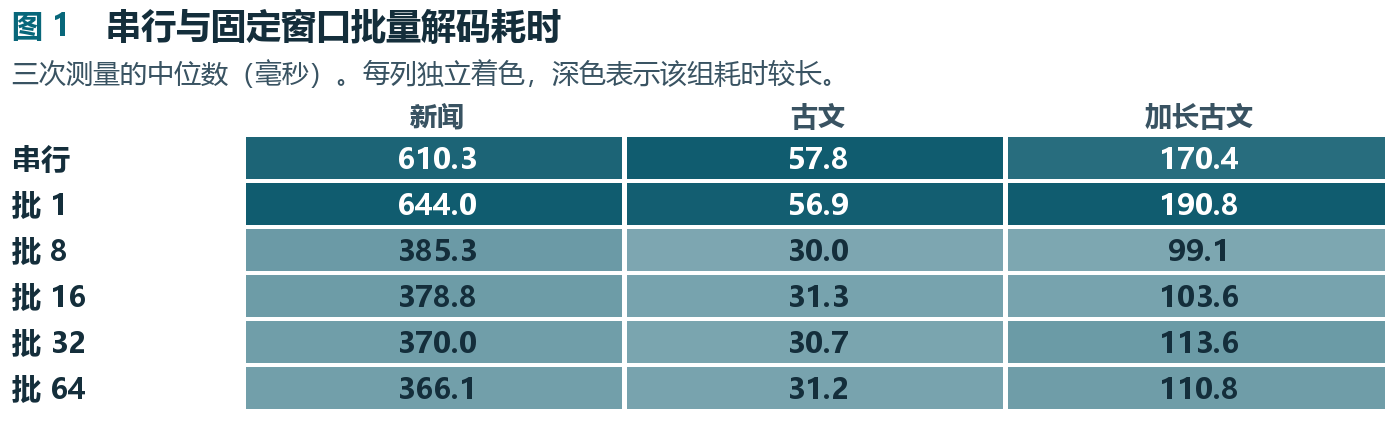 图 1 串行与固定窗口批量解码耗时
三次测量的中位数（毫秒）。每列独立着色，深色表示该组耗时较长。
新闻 古文 加长古文
串行 610.3 57.8 170.4
批 1 644.0 56.9 190.8
批 8 385.3 30.0 99.1
批 16 378.8 31.3 103.6
批 32 370.0 30.7 113.6
批 64 366.1 31.2 110.8